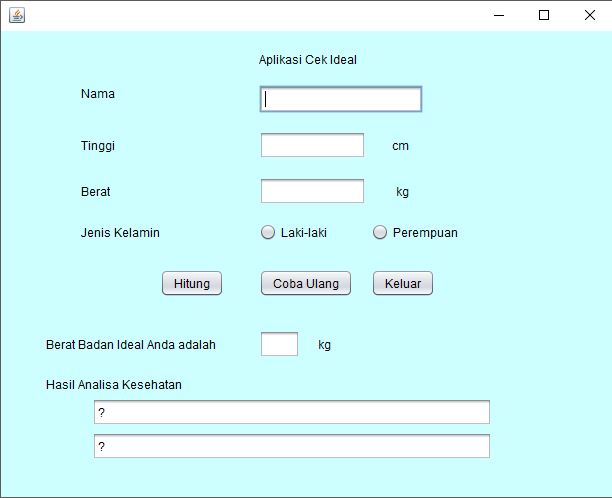 Aplikasi Cek Ideal
Nama
Tinggi cm
Berat kg
Jenis Kelamin Laki-laki Perempuan
Hitung Coba Ulang Keluar
Berat Badan Ideal Anda adalah kg
Hasil Analisa Kesehatan
?
?